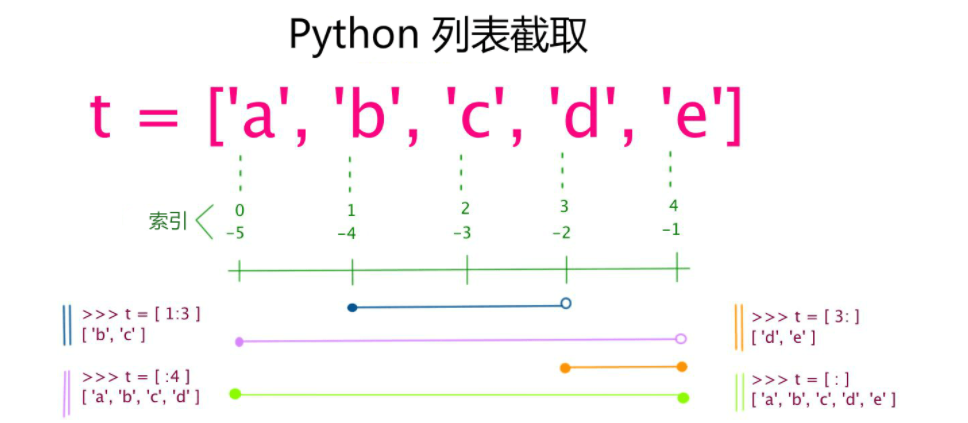 Python 列表截取
t = ['a', 'b', 'c', 'd', 'e']
索引
0 1 2 3 4
-5 -4 -3 -2 -1
>>> t = [ 1:3 ]
[ 'b', 'c' ]
>>> t = [ :4 ]
[ 'a', 'b', 'c', 'd' ]
>>> t = [ 3: ]
[ 'd', 'e' ]
>>> t = [ : ]
[ 'a', 'b', 'c', 'd', 'e' ]